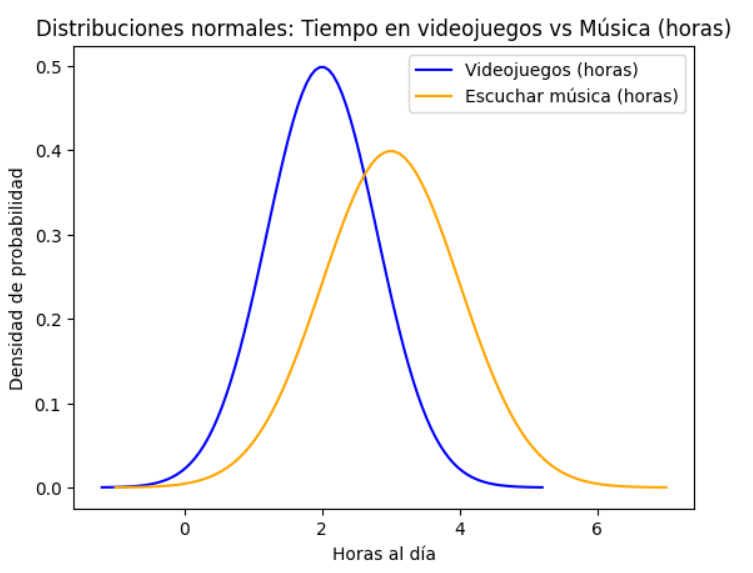 Distribuciones normales: Tiempo en videojuegos vs Música (horas)
Videojuegos (horas)
Escuchar música (horas)
Densidad de probabilidad
0.5
0.4
0.3
0.2
0.1
0.0
0 2 4 6
Horas al día